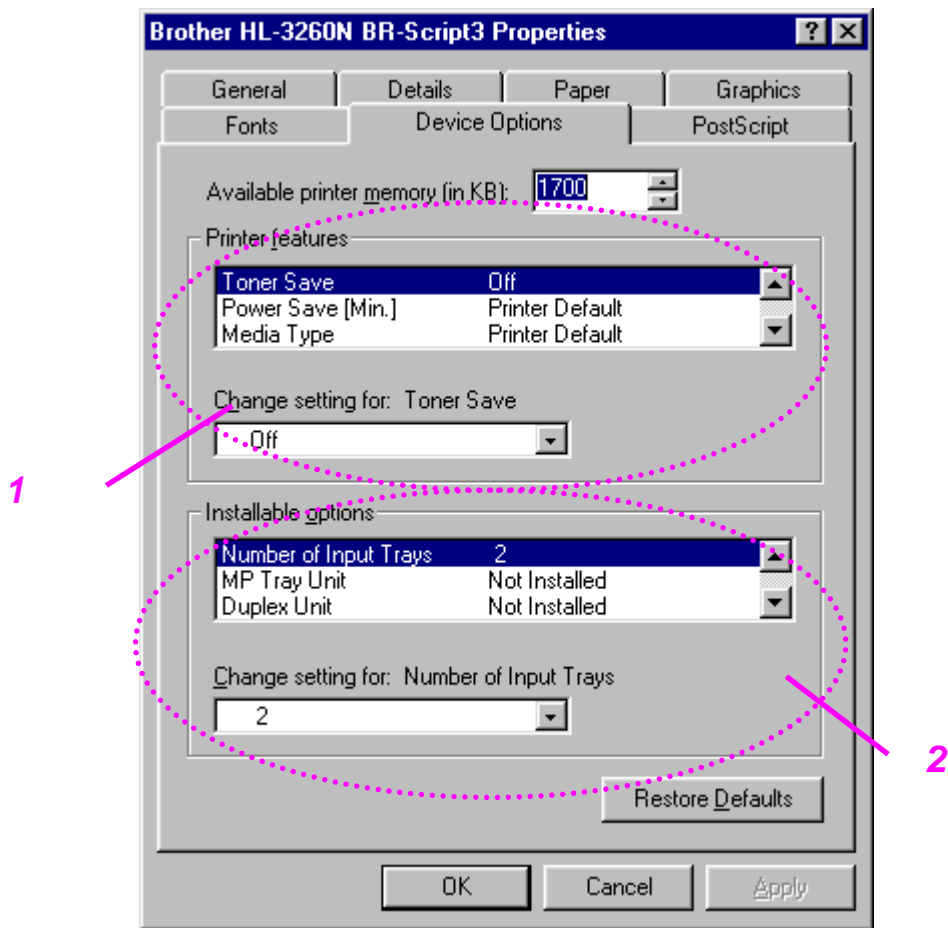 Brother HL-3260N BR-Script3 Properties
General Details Paper Graphics
Fonts Device Options PostScript
Available printer memory (in KB): 1700
Printer features
Toner Save Off
Power Save [Min.] Printer Default
Media Type Printer Default
Change setting for: Toner Save
Off
1
Installable options
Number of Input Trays 2
MP Tray Unit Not Installed
Duplex Unit Not Installed
Change setting for: Number of Input Trays
2
2
Restore Defaults
OK Cancel Apply